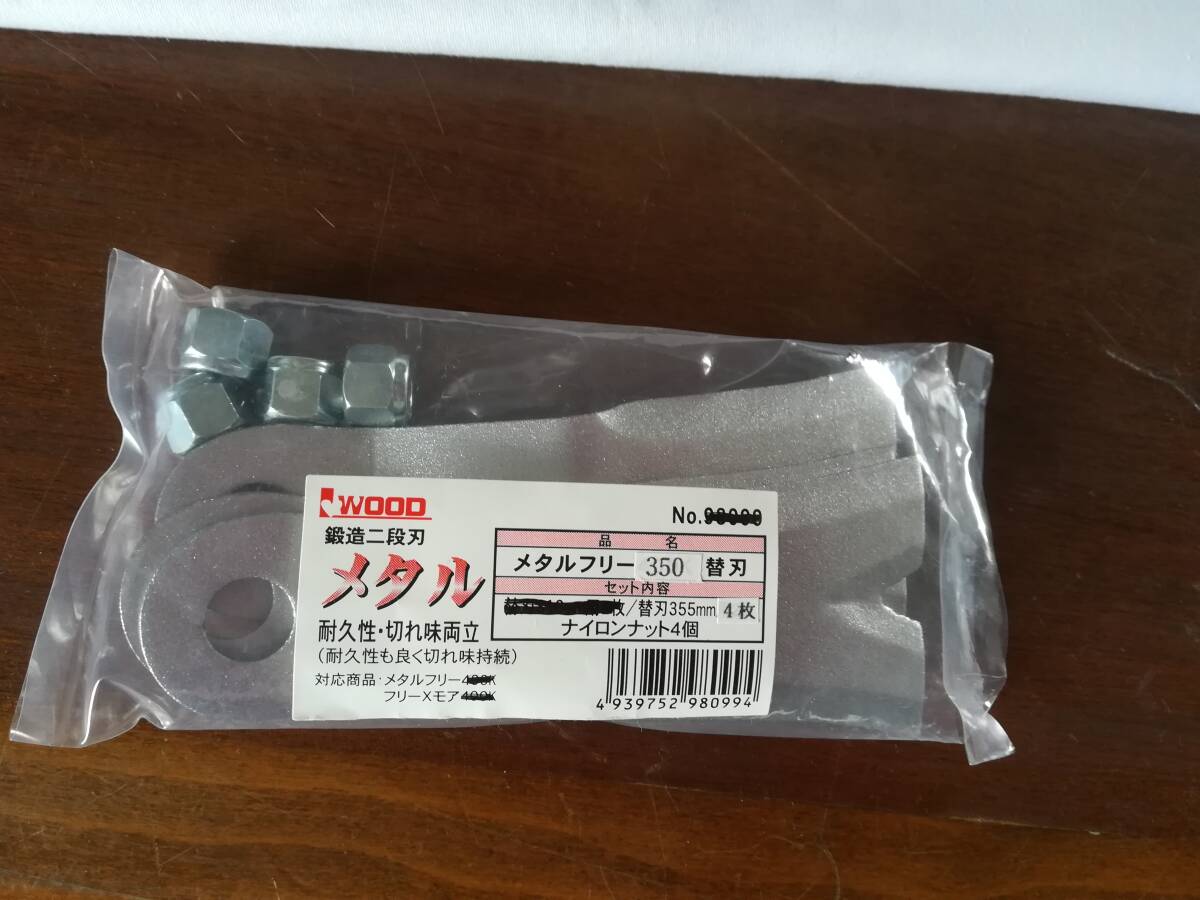 WOOD
No.
鍛造二段刃
メタル
耐久性・切れ味両立
(耐久性も良く切れ味持続)
対応商品・メタルフリー
フリーXモア
品 名
メタルフリー 350 替刃
セット内容
枚/替刃355mm 4枚
ナイロンナット4個
4 939752 980994